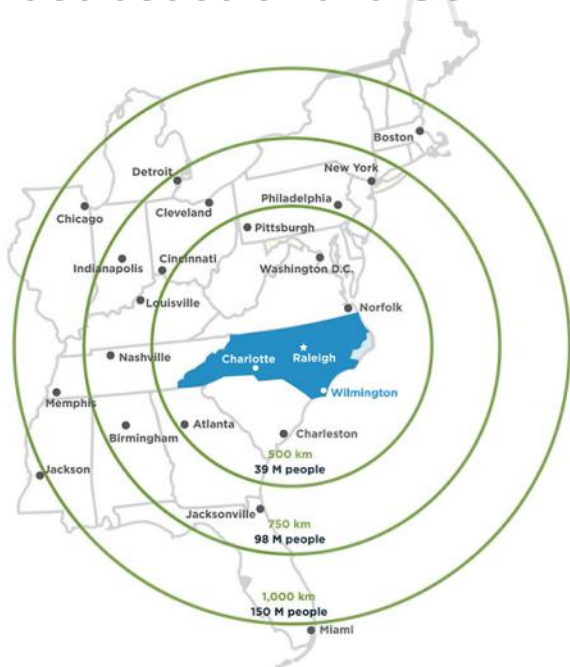 Boston
Detroit
New York
Cleveland
Philadelphia
Chicago
Pittsburgh
Indianapolis
Cincinnati
Washington D.C.
Louisville
Norfolk
Nashville
Charlotte
Raleigh
Memphis
Wilmington
Birmingham
Atlanta
Charleston
500 km
39 M people
Jackson
Jacksonville
750 km
98 M people
1,000 km
150 M people
Miami